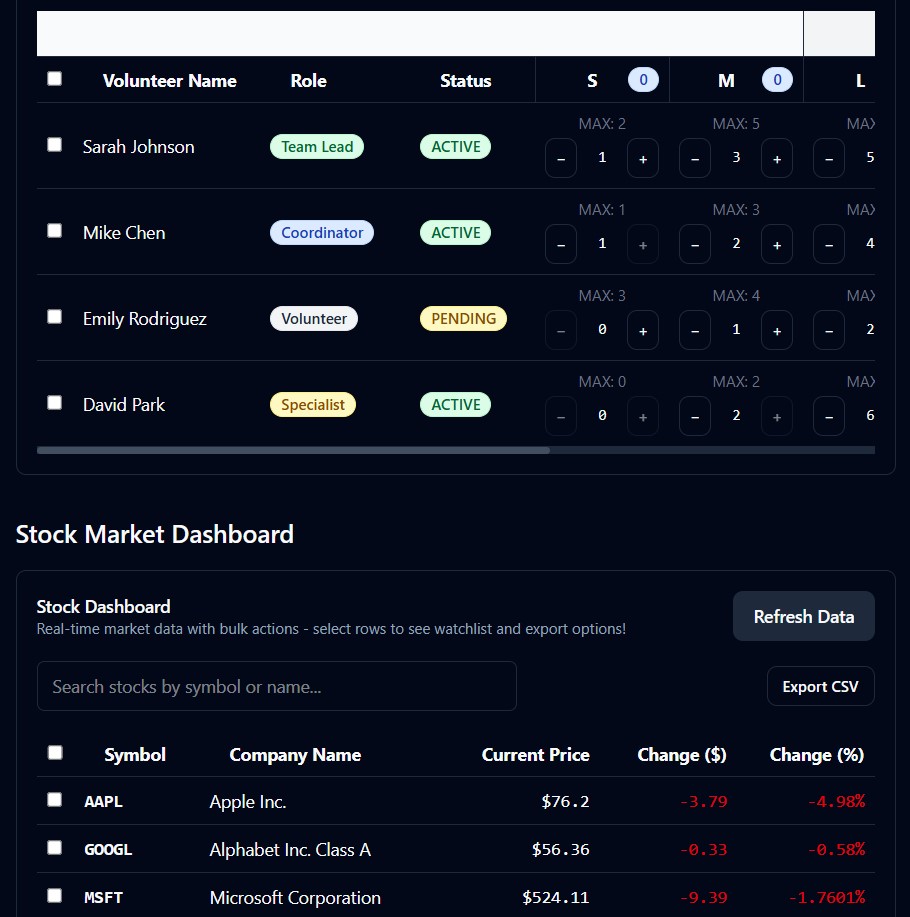 Volunteer Name Role Status S 0 M 0 L
MAX: 2 MAX: 5 MAX
Sarah Johnson Team Lead ACTIVE − 1 + − 3 + − 5
MAX: 1 MAX: 3 MAX
Mike Chen Coordinator ACTIVE − 1 + − 2 + − 4
MAX: 3 MAX: 4 MAX
Emily Rodriguez Volunteer PENDING − 0 + − 1 + − 2
MAX: 0 MAX: 2 MAX
David Park Specialist ACTIVE − 0 + − 2 + − 6
Stock Market Dashboard
Stock Dashboard
Real-time market data with bulk actions - select rows to see watchlist and export options!
Refresh Data
Search stocks by symbol or name...
Export CSV
Symbol Company Name Current Price Change ($) Change (%)
AAPL Apple Inc. $76.2 -3.79 -4.98%
GOOGL Alphabet Inc. Class A $56.36 -0.33 -0.58%
MSFT Microsoft Corporation $524.11 -9.39 -1.7601%